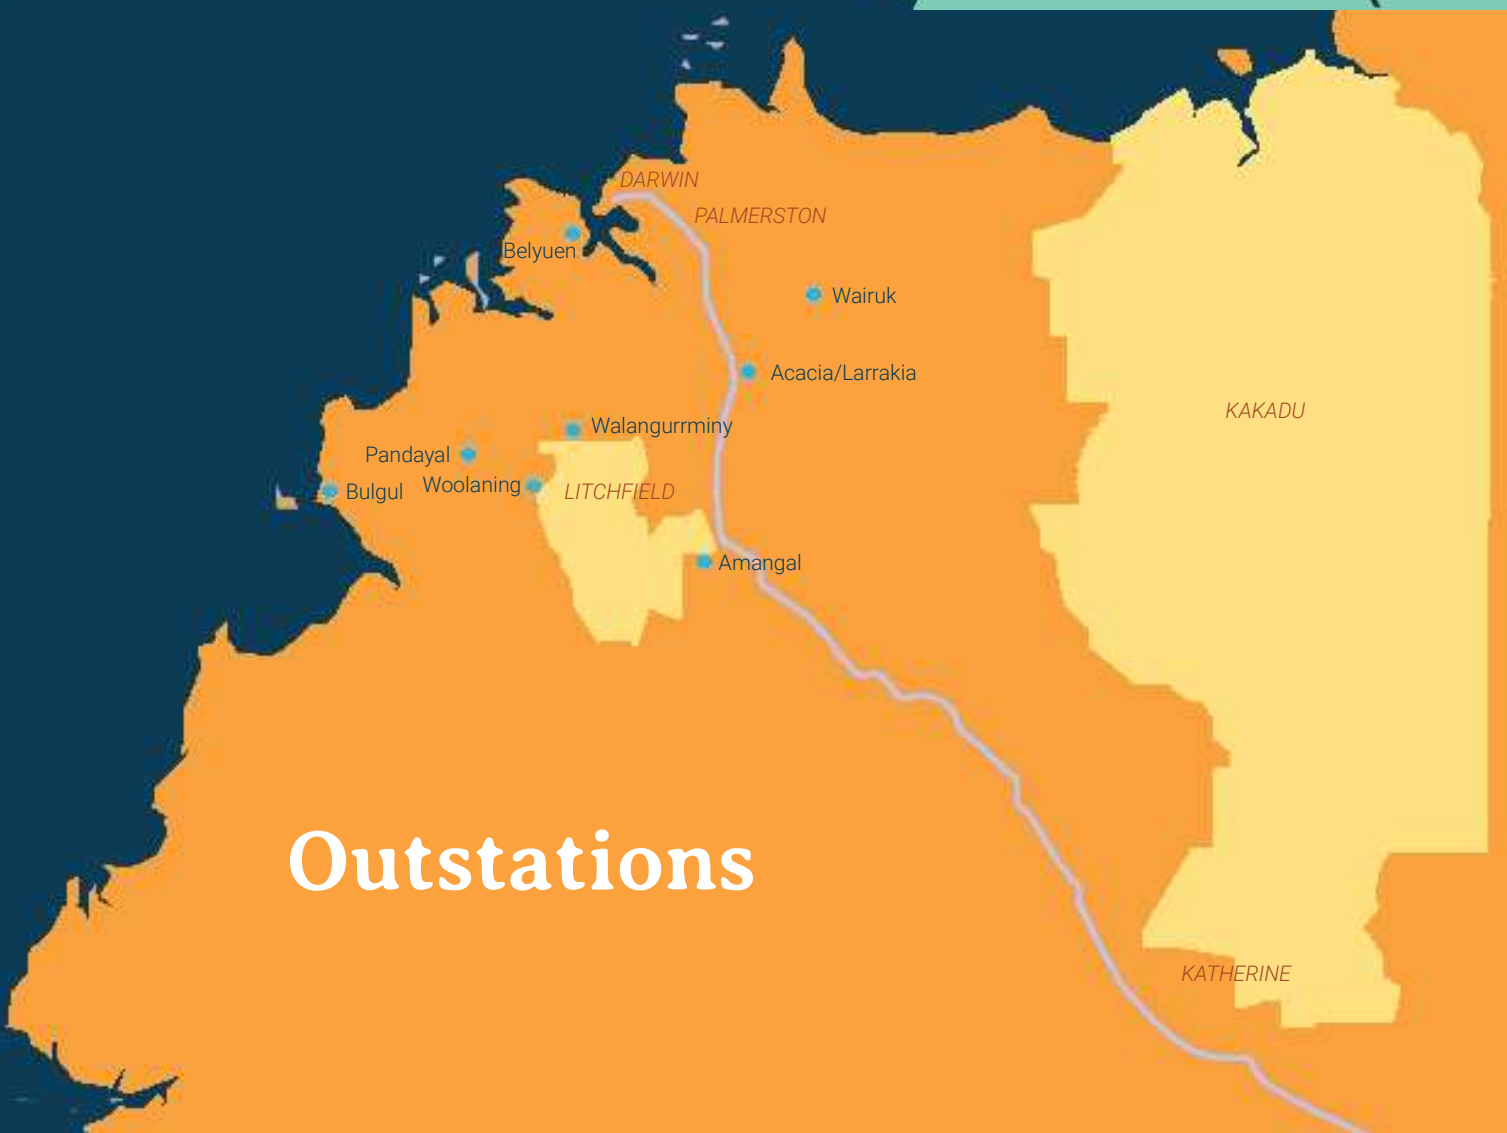 DARWIN
PALMERSTON
Belyuen
Wairuk
Acacia/Larrakia
KAKADU
Walangurrminy
Pandayal
Woolaning
LITCHFIELD
Bulgul
Amangal
Outstations
KATHERINE